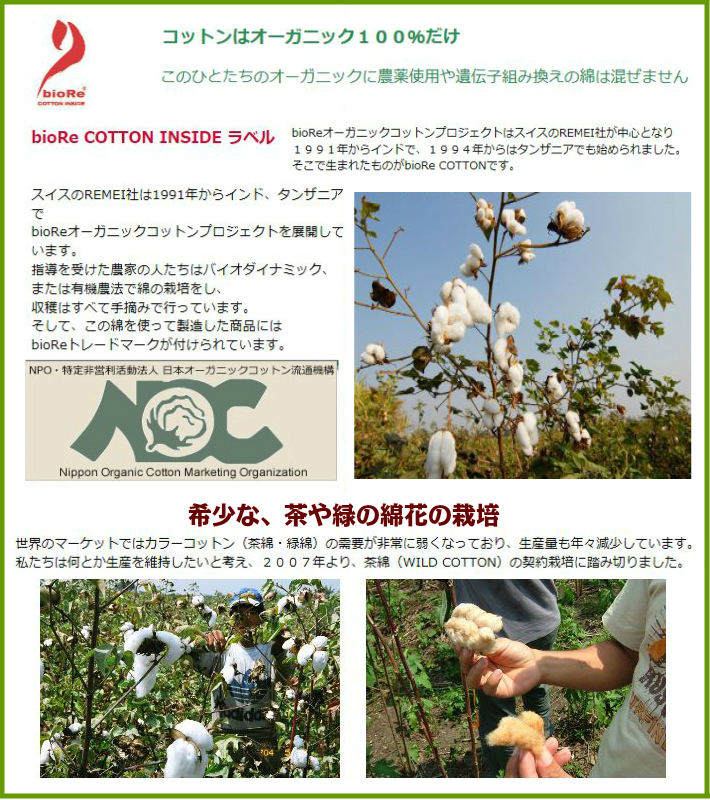 コットンはオーガニック１００％だけ
このひとたちのオーガニックに農薬使用や遺伝子組み換えの綿は混ぜません
bioRe®
COTTON INSIDE
bioRe COTTON INSIDE ラベル
bioReオーガニックコットンプロジェクトはスイスのREMEI社が中心となり
１９９１年からインドで、１９９４年からはタンザニアでも始められました。
そこで生まれたものがbioRe COTTONです。
スイスのREMEI社は1991年からインド、タンザニア
で
bioReオーガニックコットンプロジェクトを展開して
います。
指導を受けた農家の人たちはバイオダイナミック、
または有機農法で綿の栽培をし、
収穫はすべて手摘みで行っています。
そして、この綿を使って製造した商品には
bioReトレードマークが付けられています。
NPO・特定非営利活動法人 日本オーガニックコットン流通機構
NOC
Nippon Organic Cotton Marketing Organization
希少な、茶や緑の綿花の栽培
世界のマーケットではカラーコットン（茶綿・緑綿）の需要が非常に弱くなっており、生産量も年々減少しています。
私たちは何とか生産を維持したいと考え、２００７年より、茶綿（WILD COTTON）の契約栽培に踏み切りました。
adidas
'04